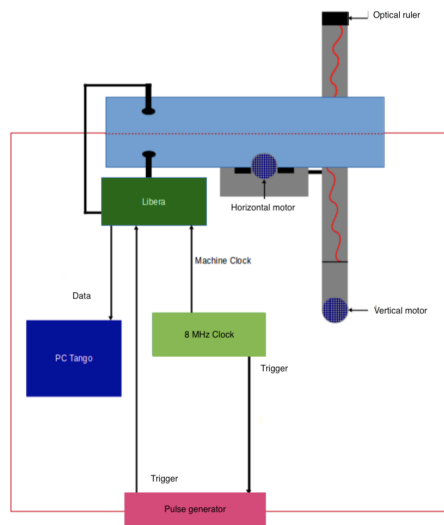 Optical ruler
Libera
Horizontal motor
Machine Clock
Data
Vertical motor
8 MHz Clock
PC Tango
Trigger
Trigger
Pulse generator